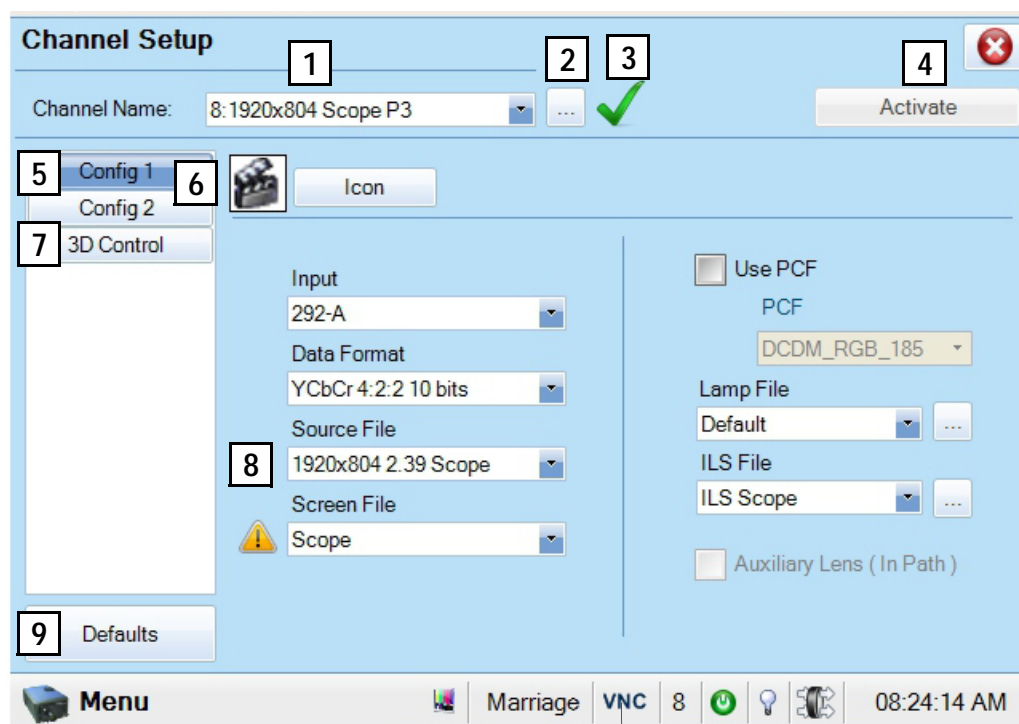 Channel Setup
1
2
3
4
Channel Name:
8:1920x804 Scope P3
...
Activate
5
Config 1
6
Icon
Config 2
7
3D Control
Input
292-A
Data Format
YCbCr 4:2:2 10 bits
Source File
8
1920x804 2.39 Scope
Screen File
Scope
Use PCF
PCF
DCDM_RGB_185
Lamp File
Default
...
ILS File
ILS Scope
...
Auxiliary Lens ( In Path )
9
Defaults
Menu
Marriage
VNC
8
08:24:14 AM